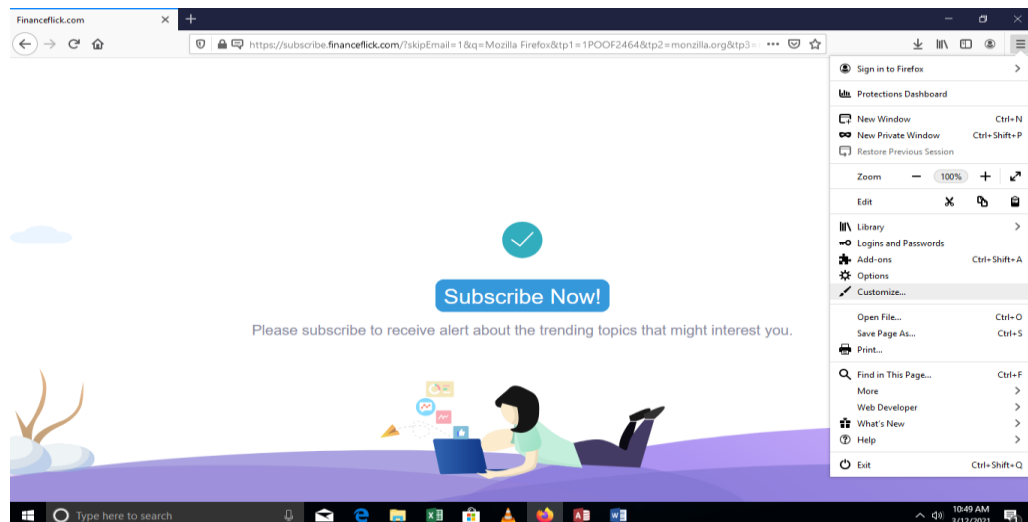 Financeflick.com
https://subscribe.financeflick.com/?skipEmail=1&q=Mozilla Firefox&tp1=1POOF2464&tp2=monzilla.org&tp3=
Sign in to Firefox
Protections Dashboard
New Window Ctrl+N
New Private Window Ctrl+Shift+P
Restore Previous Session
Zoom 100%
Edit
Library
Logins and Passwords
Add-ons Ctrl+Shift+A
Options
Customize...
Open File... Ctrl+O
Save Page As... Ctrl+S
Print...
Find in This Page... Ctrl+F
More
Web Developer
What's New
Help
Exit Ctrl+Shift+Q
Subscribe Now!
Please subscribe to receive alert about the trending topics that might interest you.
Type here to search
10:49 AM
3/12/2021